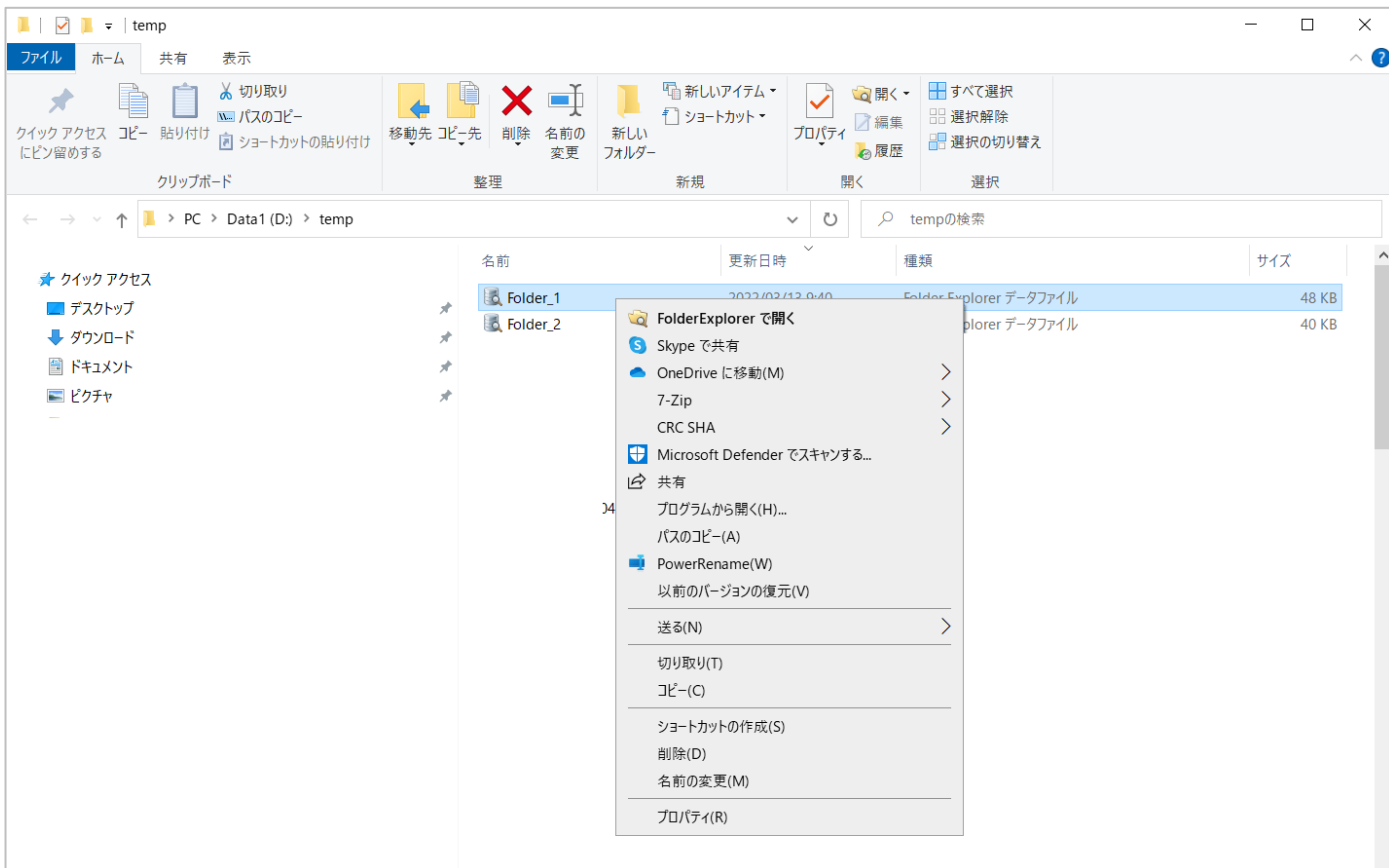 temp
ファイル ホーム 共有 表示
クイック アクセス
にピン留めする
コピー
貼り付け
切り取り
パスのコピー
ショートカットの貼り付け
クリップボード
移動先
コピー先
削除
名前の
変更
整理
新しい
フォルダー
新しいアイテム
ショートカット
新規
プロパティ
開く
編集
履歴
開く
すべて選択
選択解除
選択の切り替え
選択
PC Data1 (D:) temp
tempの検索
クイック アクセス
デスクトップ
ダウンロード
ドキュメント
ピクチャ
名前 更新日時 種類 サイズ
Folder_1 2022/03/13 9:40 Folder Explorer データファイル 48 KB
Folder_2 plorer データファイル 40 KB
04
FolderExplorer で開く
Skype で共有
OneDrive に移動(M)
7-Zip
CRC SHA
Microsoft Defender でスキャンする...
共有
プログラムから開く(H)...
パスのコピー(A)
PowerRename(W)
以前のバージョンの復元(V)
送る(N)
切り取り(T)
コピー(C)
ショートカットの作成(S)
削除(D)
名前の変更(M)
プロパティ(R)